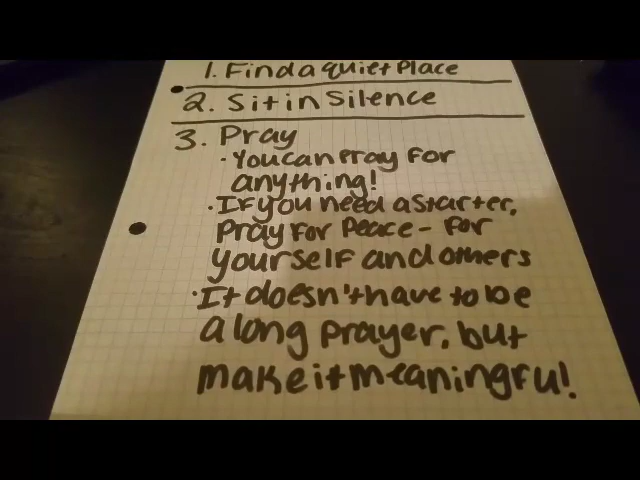 1. Find a quiet Place
2. Sit in Silence
3. Pray
• You can Pray for
anything!
• If you need a starter,
Pray for Peace - for
yourself and others
• It doesn't have to be
a long prayer, but
make it meaningful!